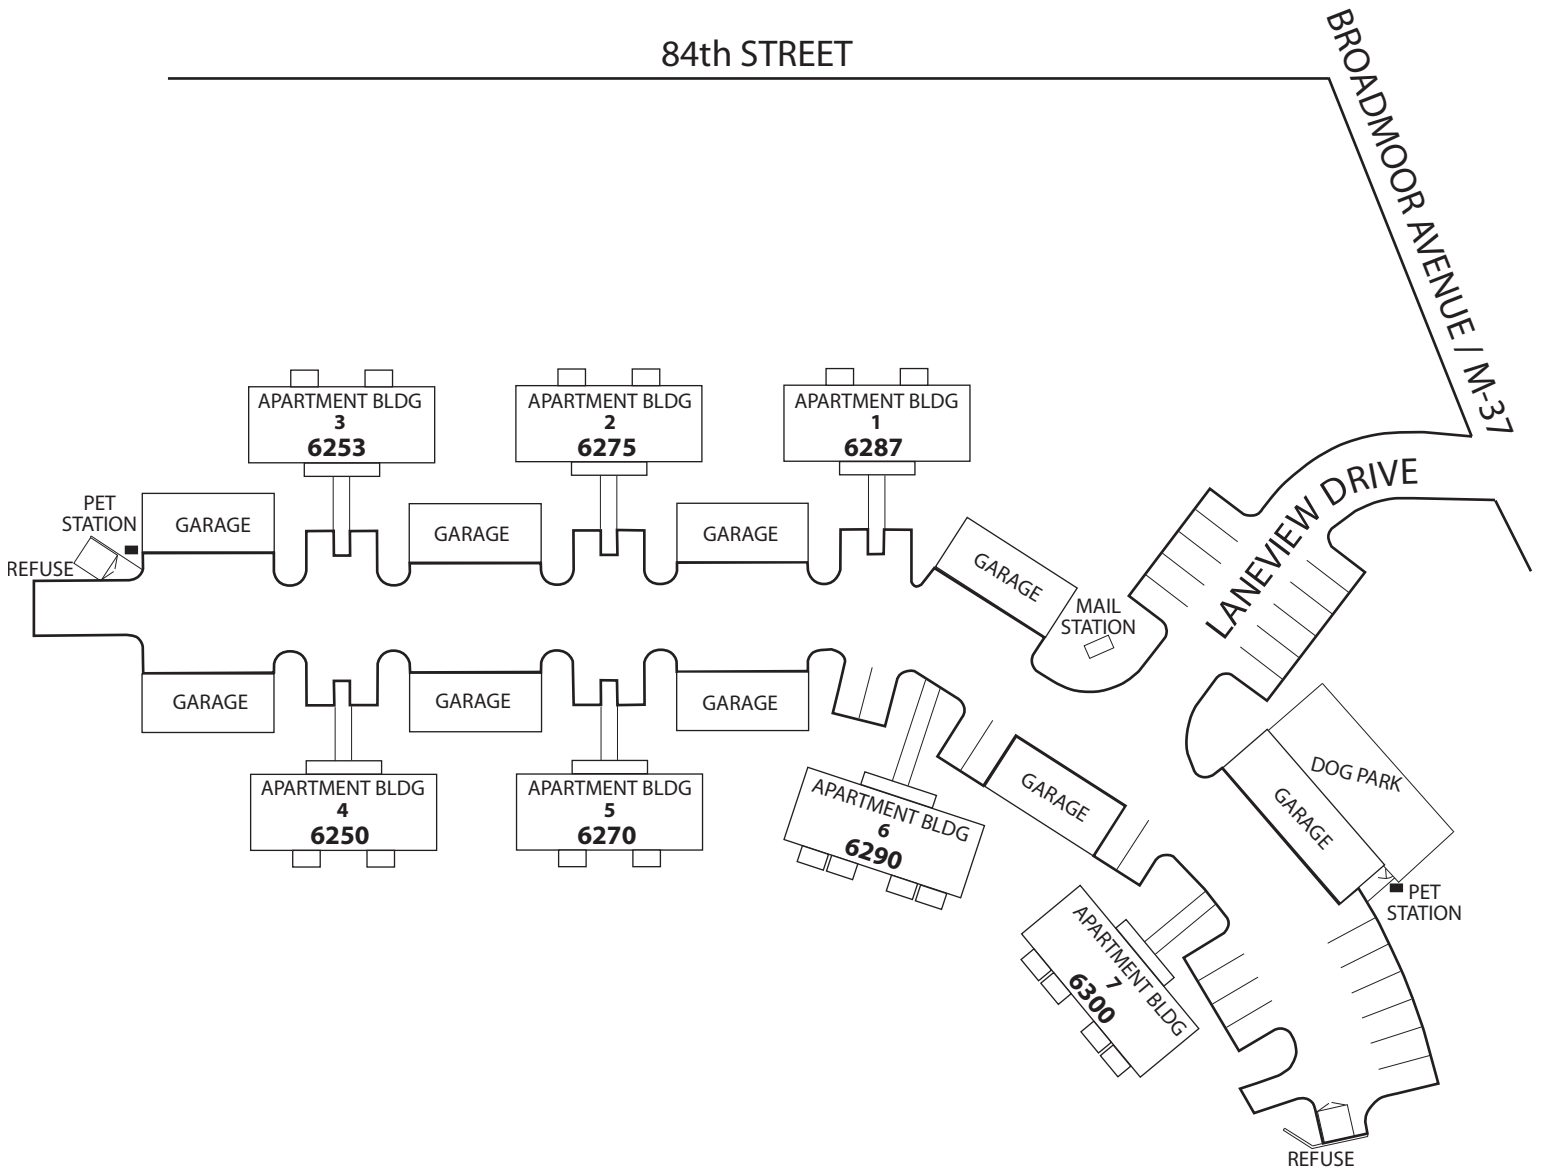 84th STREET
BROADMOOR AVENUE / M-37
LANEVIEW DRIVE
APARTMENT BLDG
3
6253
APARTMENT BLDG
2
6275
APARTMENT BLDG
1
6287
PET
STATION
REFUSE
GARAGE
GARAGE
GARAGE
GARAGE
MAIL
STATION
GARAGE
GARAGE
GARAGE
APARTMENT BLDG
4
6250
APARTMENT BLDG
5
6270
APARTMENT BLDG
6
6290
GARAGE
DOG PARK
GARAGE
PET
STATION
APARTMENT BLDG
7
6300
REFUSE